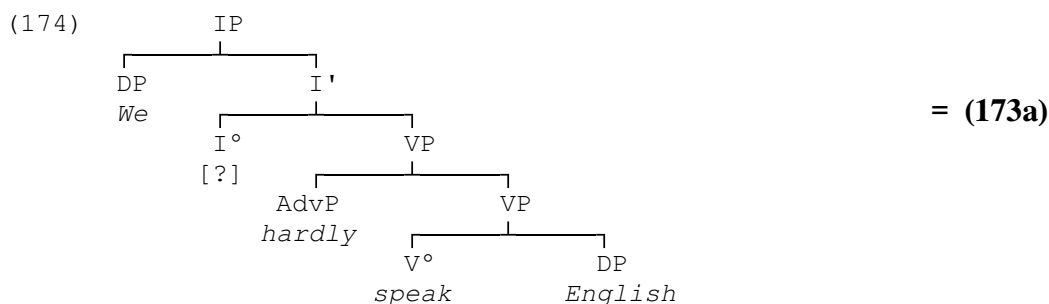 (174) IP
DP I'
We = (173a)
I° VP
[?]
AdvP VP
hardly
V° DP
speak English